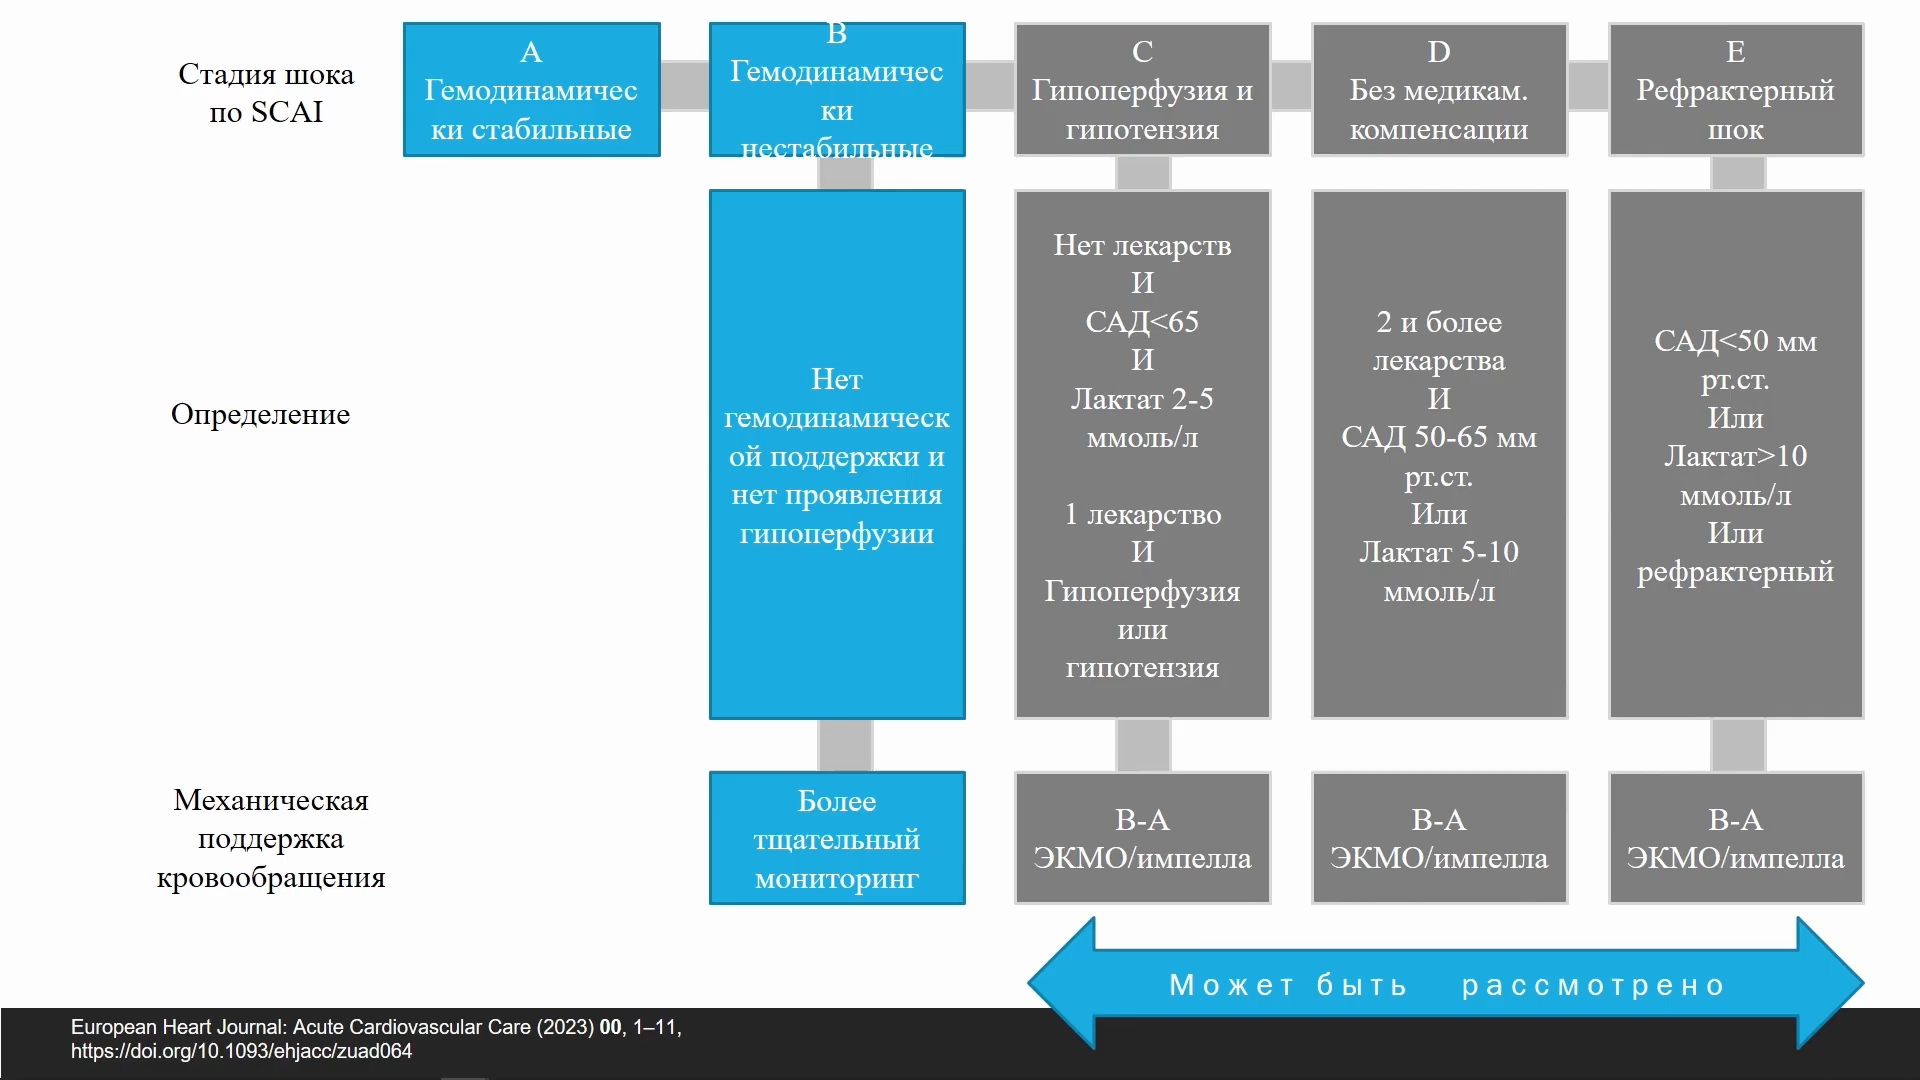 Стадия шока
по SCAI
A
Гемодинамичес
ки стабильные
B
Гемодинамичес
ки
нестабильные
C
Гипоперфузия и
гипотензия
D
Без медикам.
компенсации
E
Рефрактерный
шок
Определение
Нет
гемодинамическ
ой поддержки и
нет проявления
гипоперфузии
Нет лекарств
И
САД<65
И
Лактат 2-5
ммоль/л
1 лекарство
И
Гипоперфузия
или
гипотензия
2 и более
лекарства
И
САД 50-65 мм
рт.ст.
Или
Лактат 5-10
ммоль/л
САД<50 мм
рт.ст.
Или
Лактат>10
ммоль/л
Или
рефрактерный
Механическая
поддержка
кровообращения
Более
тщательный
мониторинг
В-А
ЭКМО/импелла
В-А
ЭКМО/импелла
В-А
ЭКМО/импелла
Может быть рассмотрено
European Heart Journal: Acute Cardiovascular Care (2023) 00, 1–11,
https://doi.org/10.1093/ehjacc/zuad064